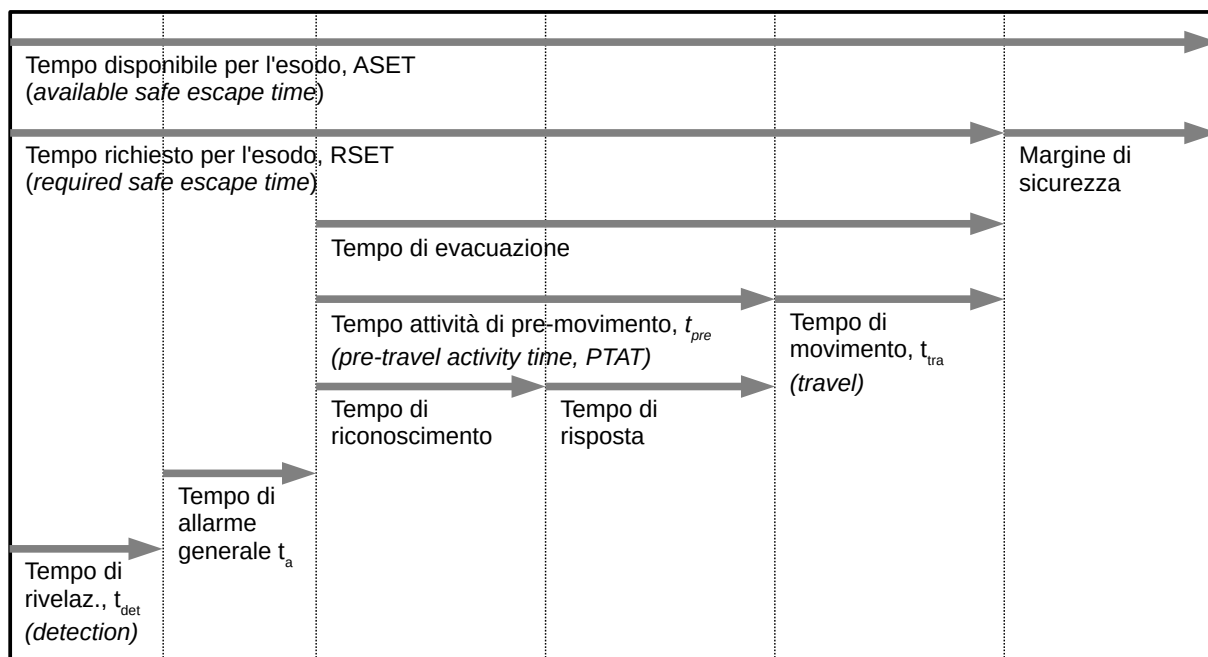 Tempo disponibile per l'esodo, ASET
(available safe escape time)
Tempo richiesto per l'esodo, RSET
(required safe escape time)
Margine di
sicurezza
Tempo di evacuazione
Tempo attività di pre-movimento, tpre
(pre-travel activity time, PTAT)
Tempo di
movimento, ttra
(travel)
Tempo di
riconoscimento
Tempo di
risposta
Tempo di
allarme
generale ta
Tempo di
rivelaz., tdet
(detection)